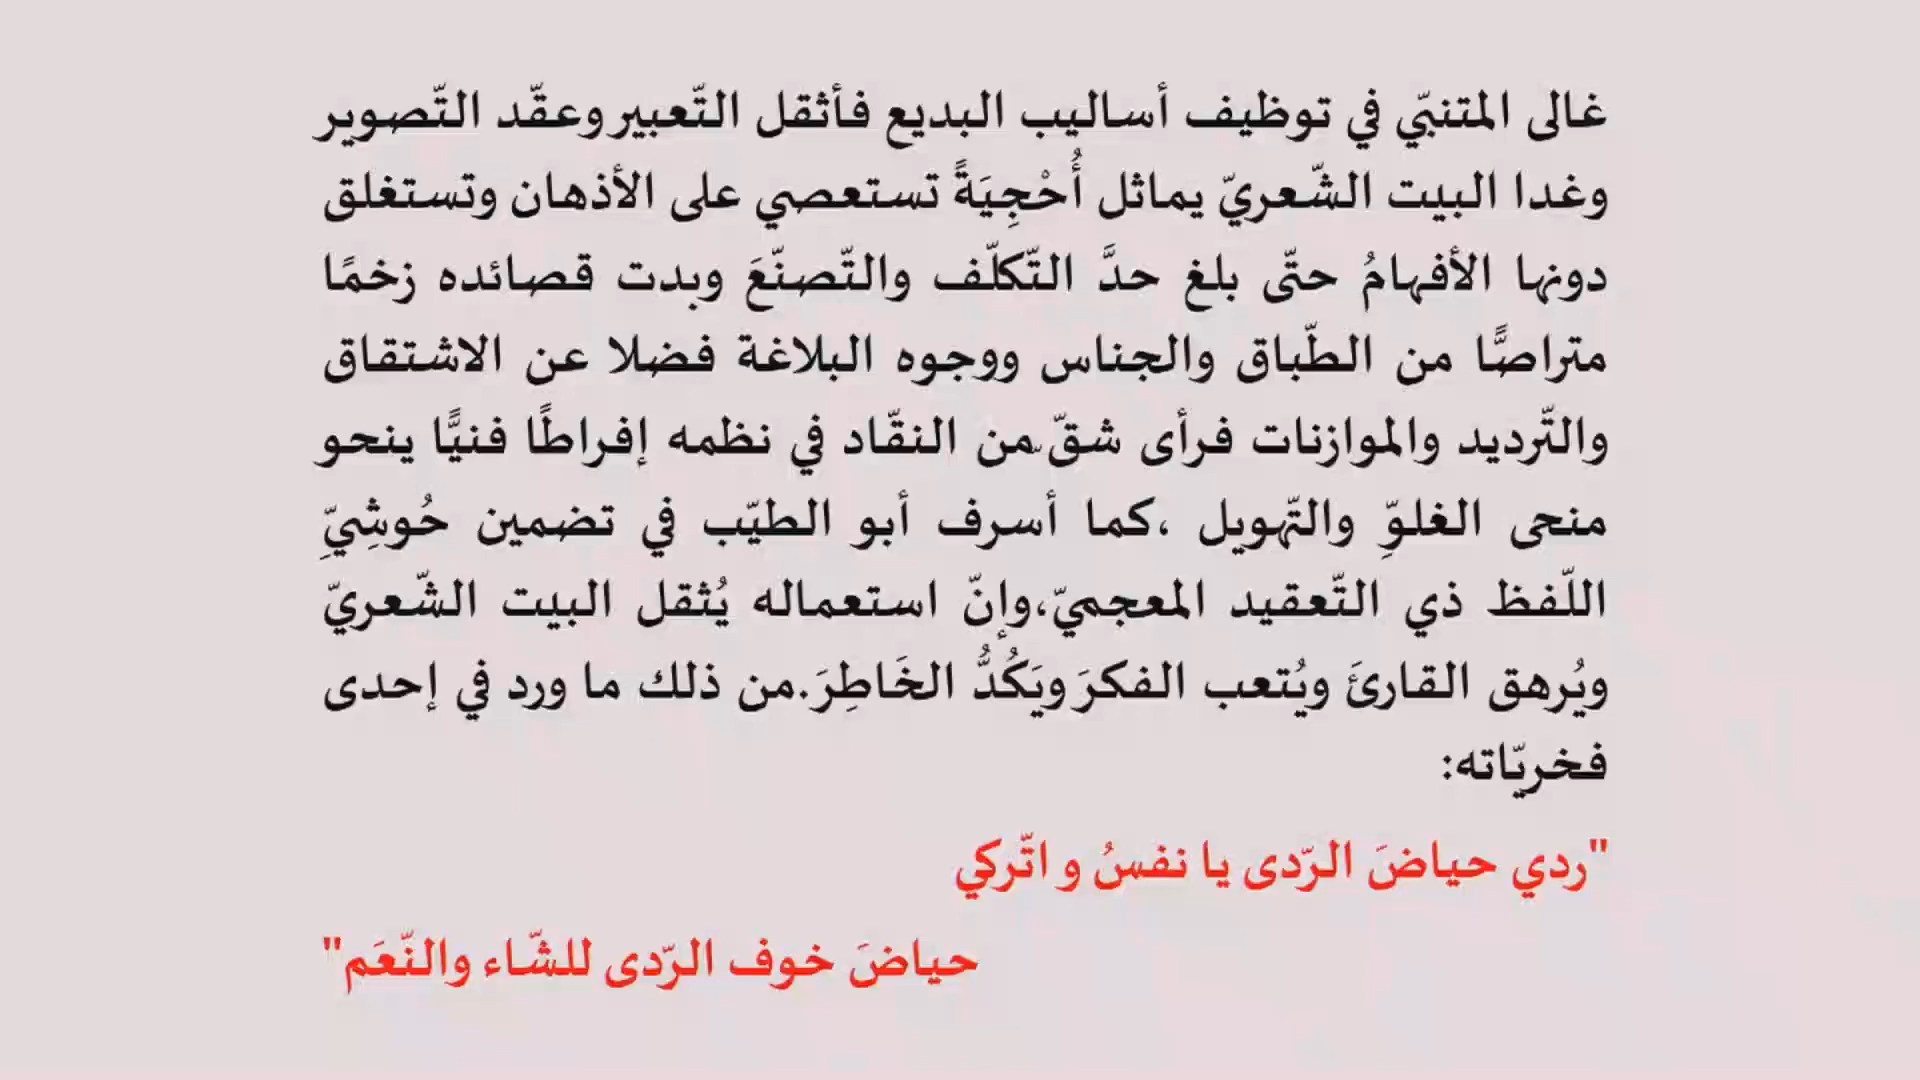 غالى المتنبّي في توظيف أساليب البديع فأثقل التّعبير وعقّد التّصوير
وغدا البيت الشّعريّ يماثل أُحْجِيَةً تستعصي على الأذهان وتستغلق
دونها الأفهامُ حتّى بلغ حدَّ التّكلّف والتّصنّعَ وبدت قصائده زخمًا
متراصًّا من الطّباق والجناس ووجوه البلاغة فضلا عن الاشتقاق
والتّرديد والموازنات فرأى شقّ من النقّاد في نظمه إفراطًا فنيًّا ينحو
منحى الغلوِّ والتّهويل ،كما أسرف أبو الطيّب في تضمين حُوشِيِّ
اللّفظ ذي التّعقيد المعجميّ،وإنّ استعماله يُثقل البيت الشّعريّ
ويُرهق القارئَ ويُتعب الفكرَ ويَكُدُّ الخَاطِرَ.من ذلك ما ورد في إحدى
فخريّاته:
"ردي حياضَ الرّدى يا نفسُ و اتّركي
حياضَ خوف الرّدى للشّاء والنّعَم"